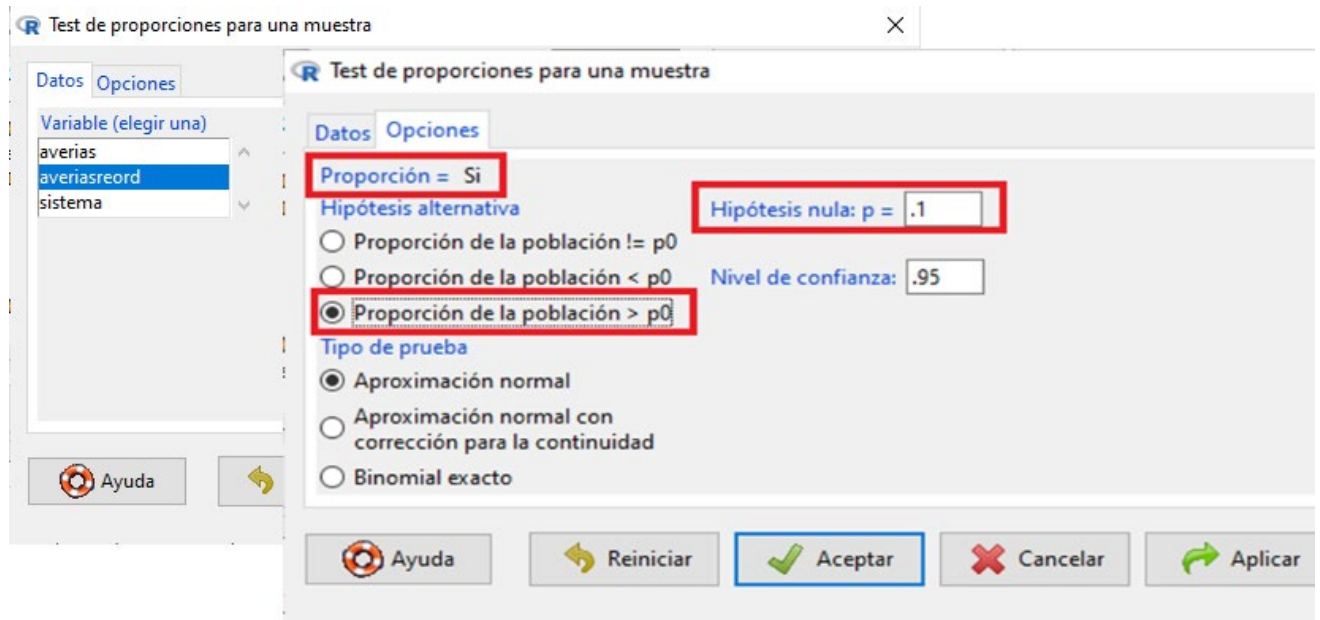 Test de proporciones para una muestra
Datos Opciones
Variable (elegir una)
averias
averiasreord
sistema
Ayuda
Test de proporciones para una muestra
Datos Opciones
Proporción = Si
Hipótesis alternativa
Hipótesis nula: p = .1
Proporción de la población != p0
Proporción de la población < p0
Nivel de confianza: .95
Proporción de la población > p0
Tipo de prueba
Aproximación normal
Aproximación normal con
corrección para la continuidad
Binomial exacto
Ayuda Reiniciar Aceptar Cancelar Aplicar